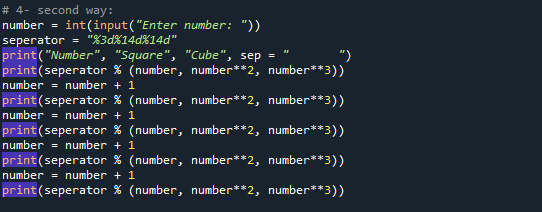 # 4- second way:
number = int(input("Enter number: "))
seperator = "%3d%14d%14d"
print("Number", "Square", "Cube", sep = "        ")
print(seperator % (number, number**2, number**3))
number = number + 1
print(seperator % (number, number**2, number**3))
number = number + 1
print(seperator % (number, number**2, number**3))
number = number + 1
print(seperator % (number, number**2, number**3))
number = number + 1
print(seperator % (number, number**2, number**3))